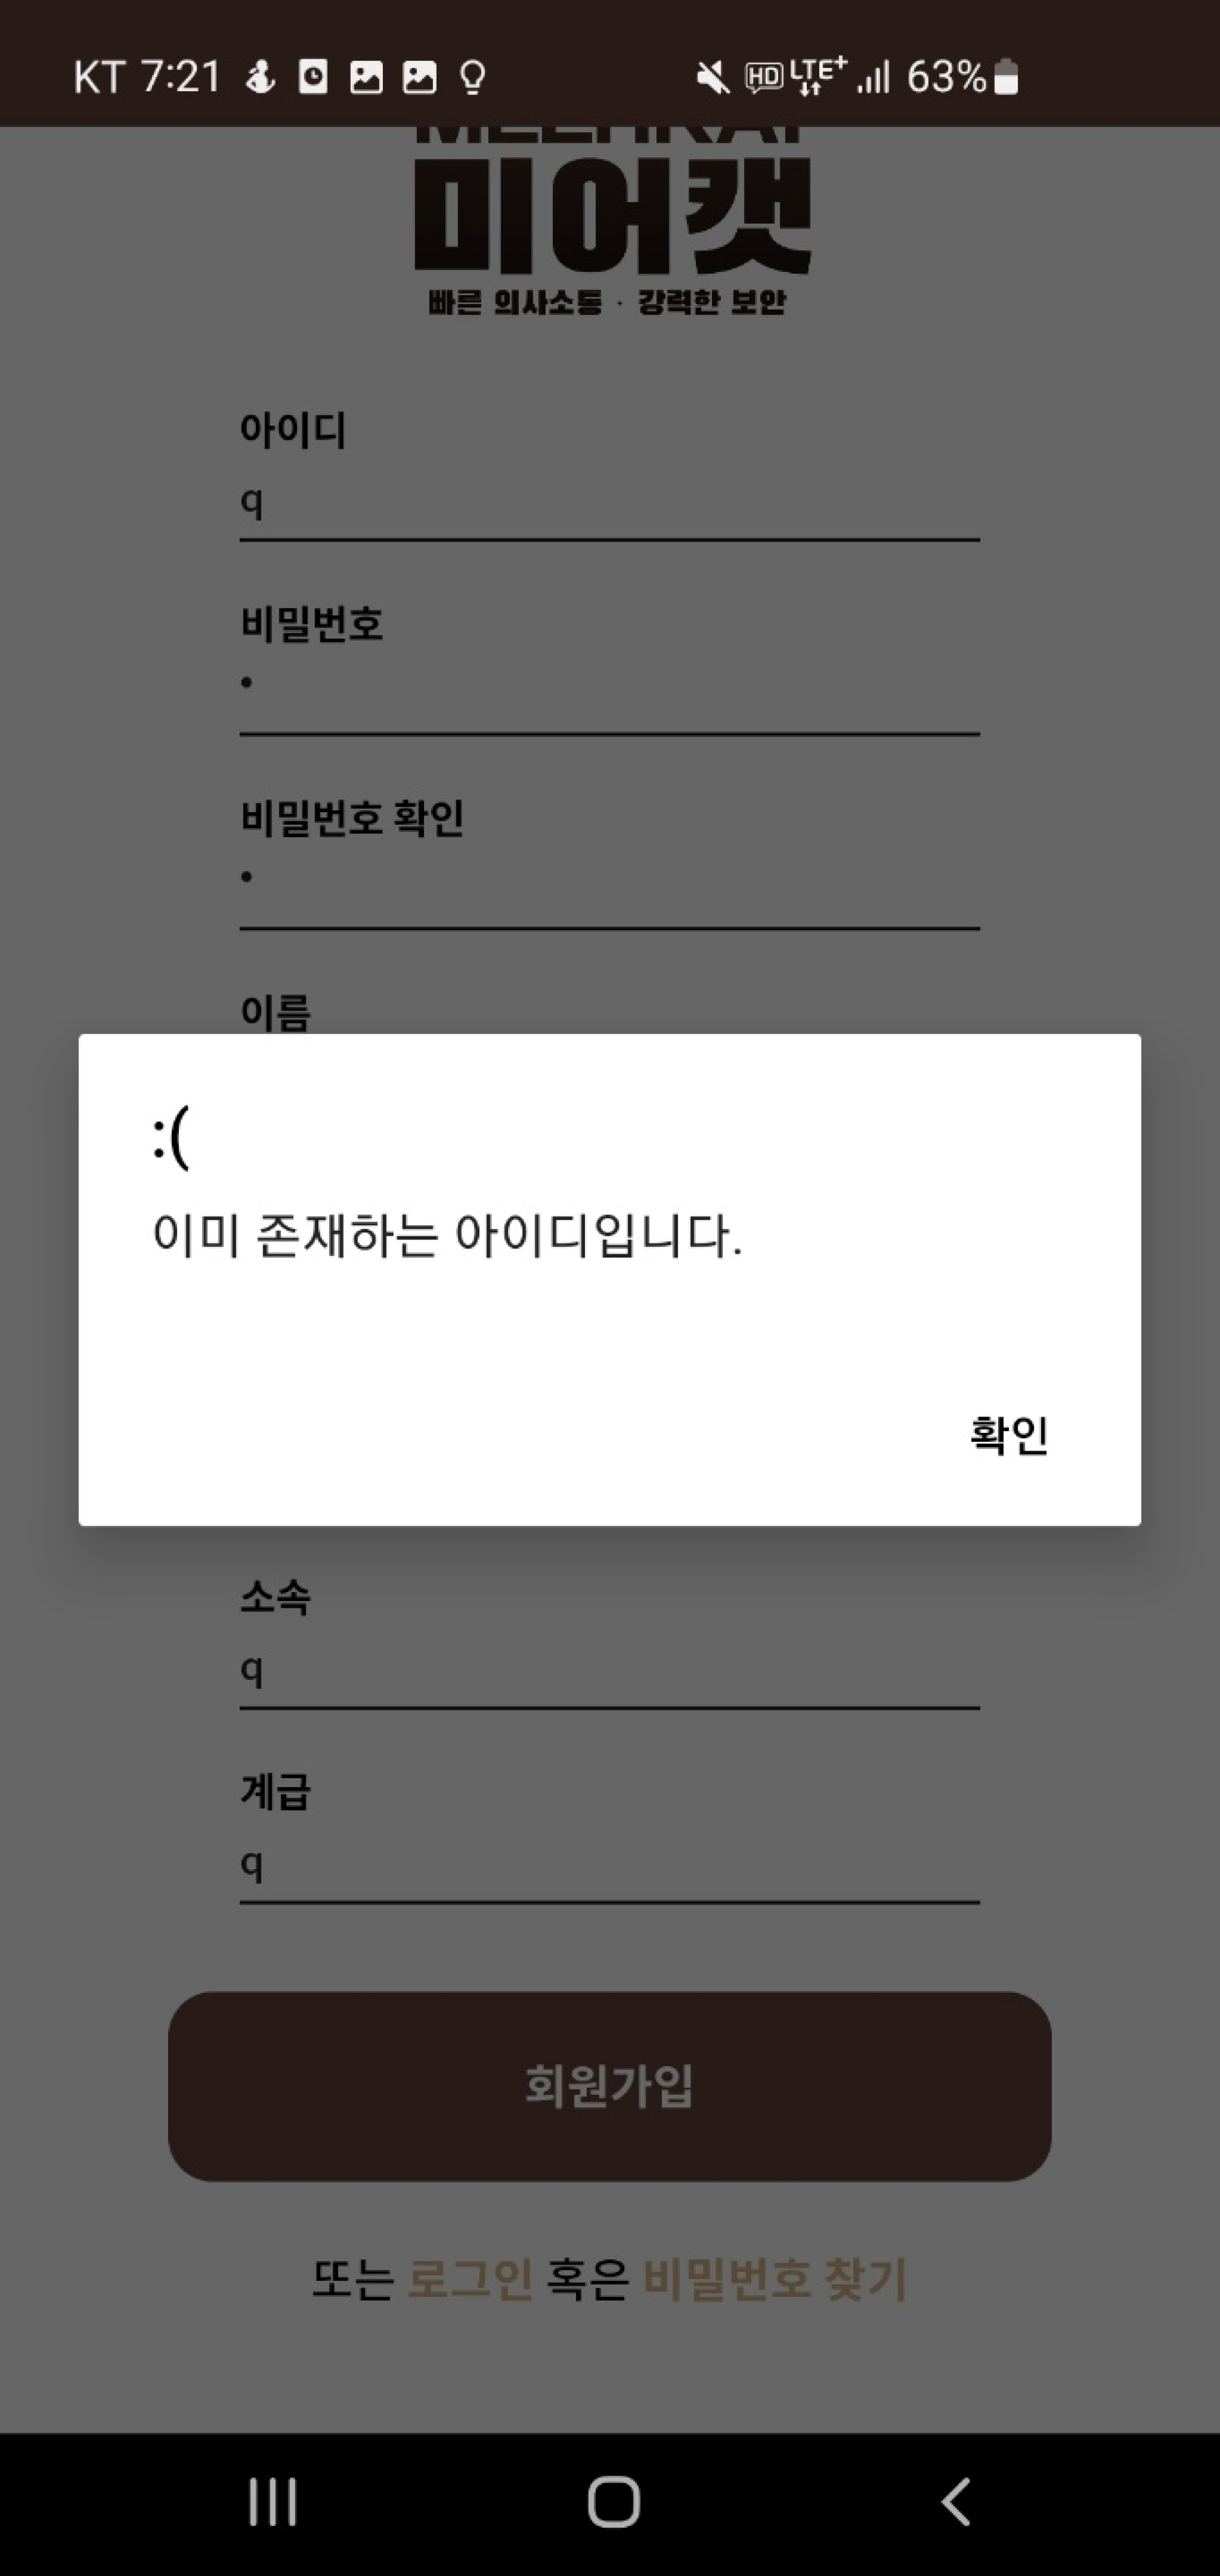 KT 7:21 HD LTE+ 63%
MEERKAT
미어캣
빠른 의사소통 · 강력한 보안
아이디
q
비밀번호
•
비밀번호 확인
•
이름
:(
이미 존재하는 아이디입니다.
확인
소속
q
계급
q
회원가입
또는 로그인 혹은 비밀번호 찾기